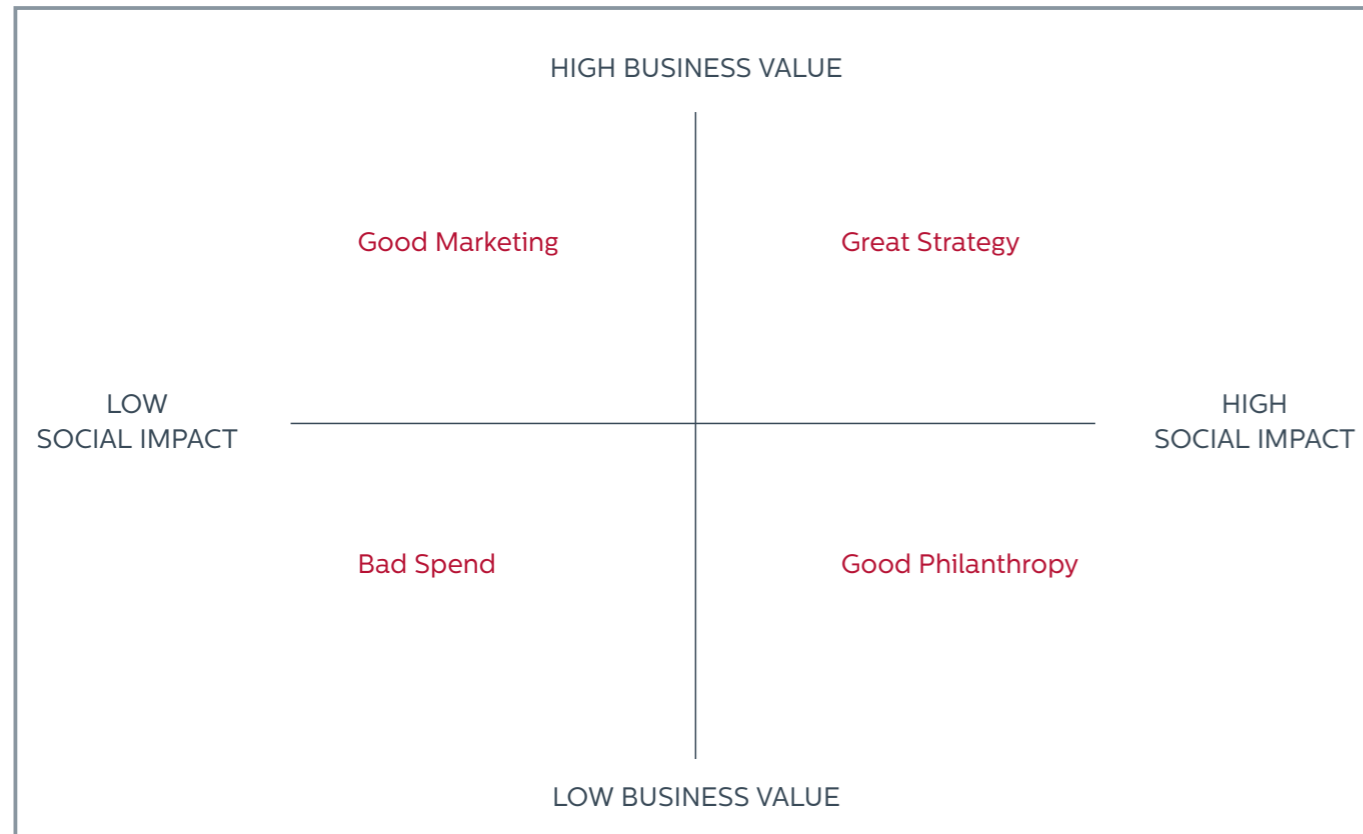 HIGH BUSINESS VALUE
Good Marketing
Great Strategy
LOW
SOCIAL IMPACT
HIGH
SOCIAL IMPACT
Bad Spend
Good Philanthropy
LOW BUSINESS VALUE